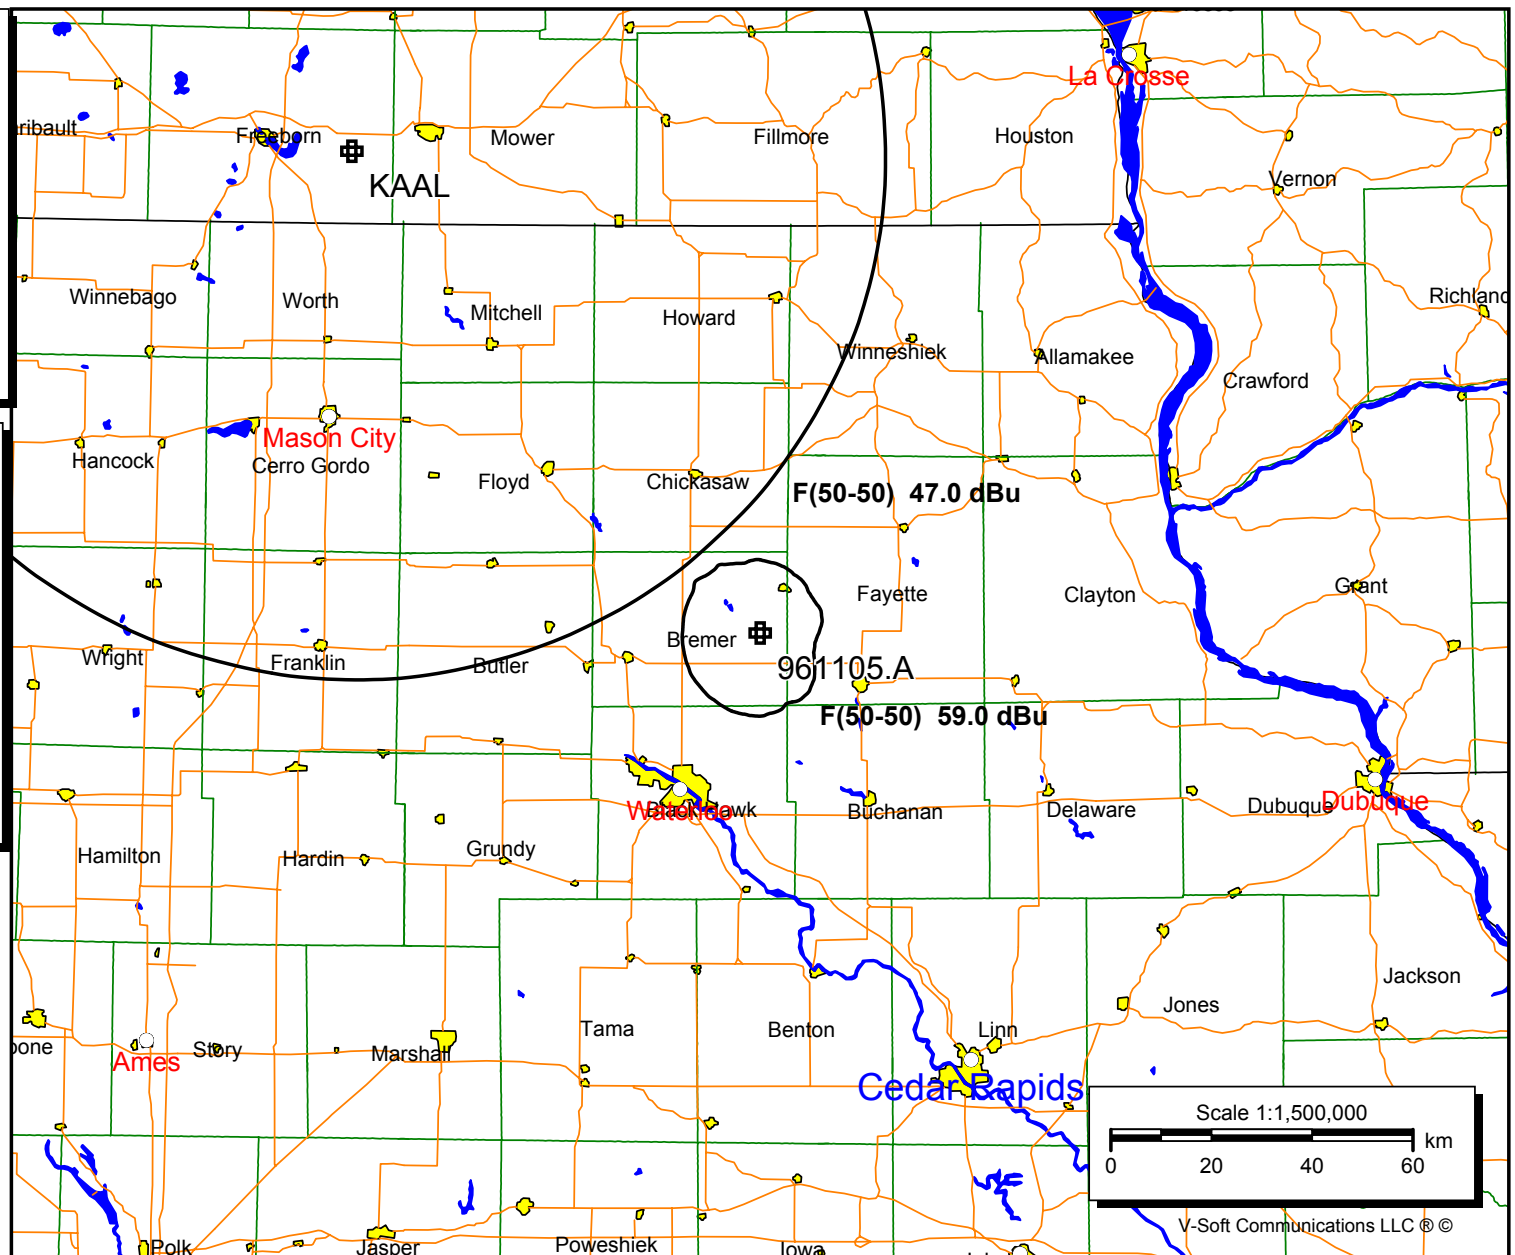 La Crosse
ribault
Freeborn
Mower
Fillmore
Houston
Vernon
KAAL
Winnebago
Worth
Mitchell
Howard
Richland
Winneshiek
Allamakee
Crawford
Mason City
Hancock
Cerro Gordo
Floyd
Chickasaw
F(50-50) 47.0 dBu
Fayette
Clayton
Grant
Bremer
Wright
Franklin
Butler
961105.A
F(50-50) 59.0 dBu
Waterloo
Black Hawk
Buchanan
Delaware
Dubuque
Dubuque
Hamilton
Hardin
Grundy
Jackson
Jones
Tama
Benton
Linn
oone
Ames
Story
Marshall
Cedar Rapids
Scale 1:1,500,000
km
0 20 40 60
V-Soft Communications LLC ® ©
Polk
Jasper
Poweshiek
Iowa